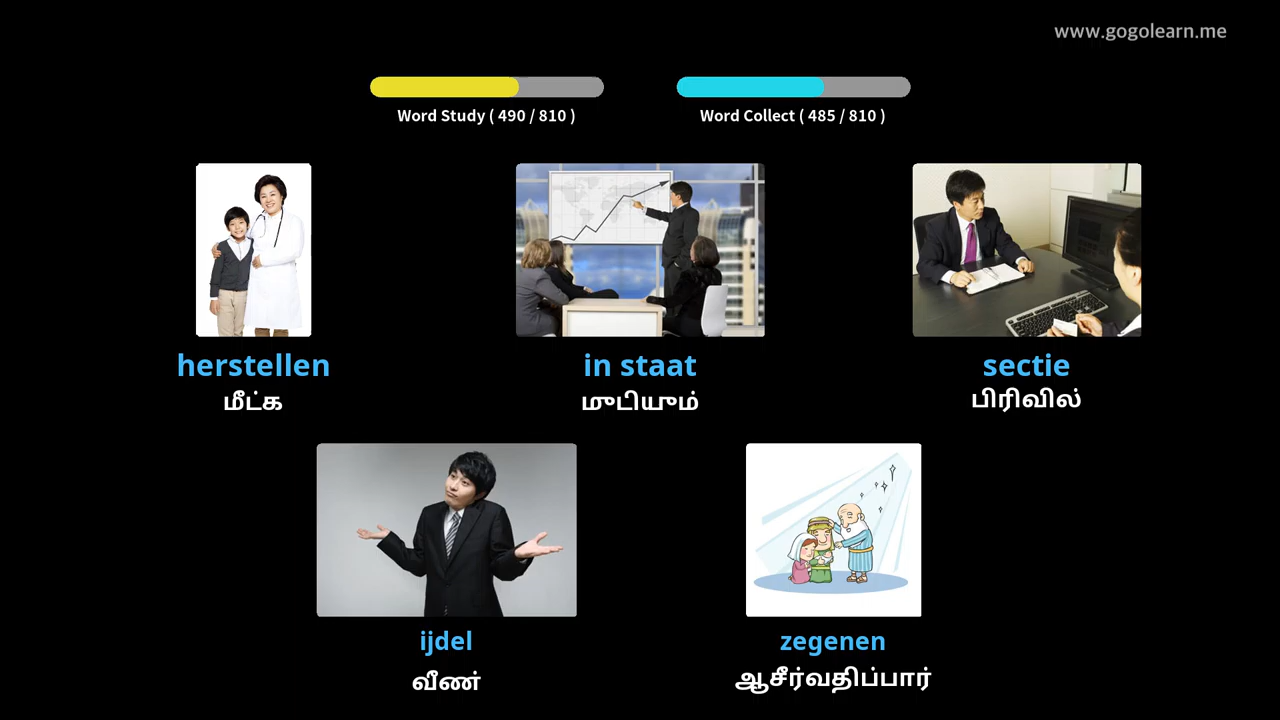 www.gogolearn.me
Word Study ( 490 / 810 )
Word Collect ( 485 / 810 )
herstellen
மீட்க
in staat
முடியும்
sectie
பிரிவில்
ijdel
வீண்
zegenen
ஆசீர்வதிப்பார்